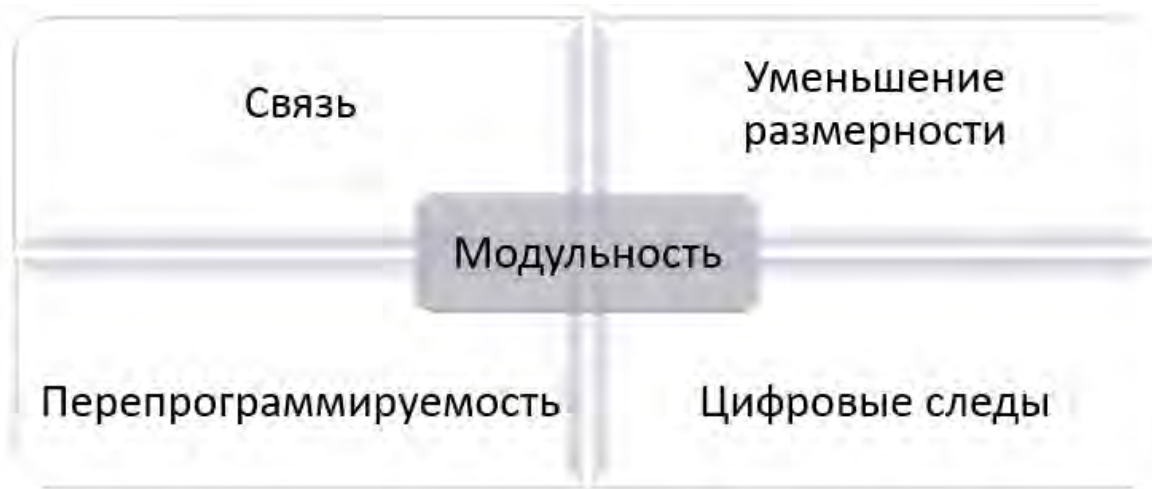 Связь
Уменьшение
размерности
Модульность
Перепрограммируемость
Цифровые следы